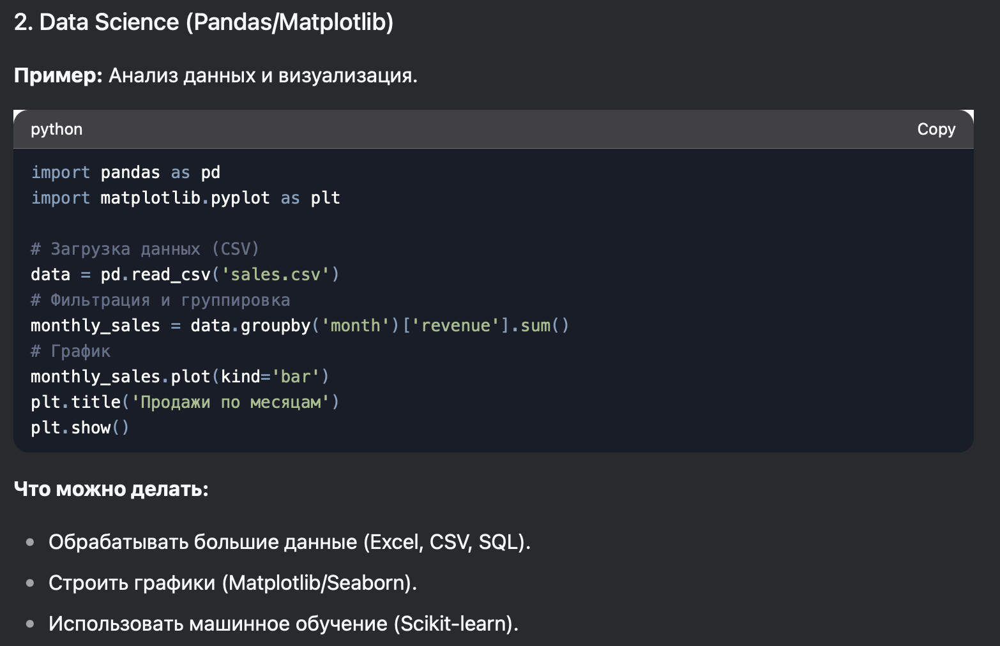 2. Data Science (Pandas/Matplotlib)
Пример: Анализ данных и визуализация.
python
Copy
import pandas as pd
import matplotlib.pyplot as plt
# Загрузка данных (CSV)
data = pd.read_csv('sales.csv')
# Фильтрация и группировка
monthly_sales = data.groupby('month')['revenue'].sum()
# График
monthly_sales.plot(kind='bar')
plt.title('Продажи по месяцам')
plt.show()
Что можно делать:
• Обрабатывать большие данные (Excel, CSV, SQL).
• Строить графики (Matplotlib/Seaborn).
• Использовать машинное обучение (Scikit-learn).